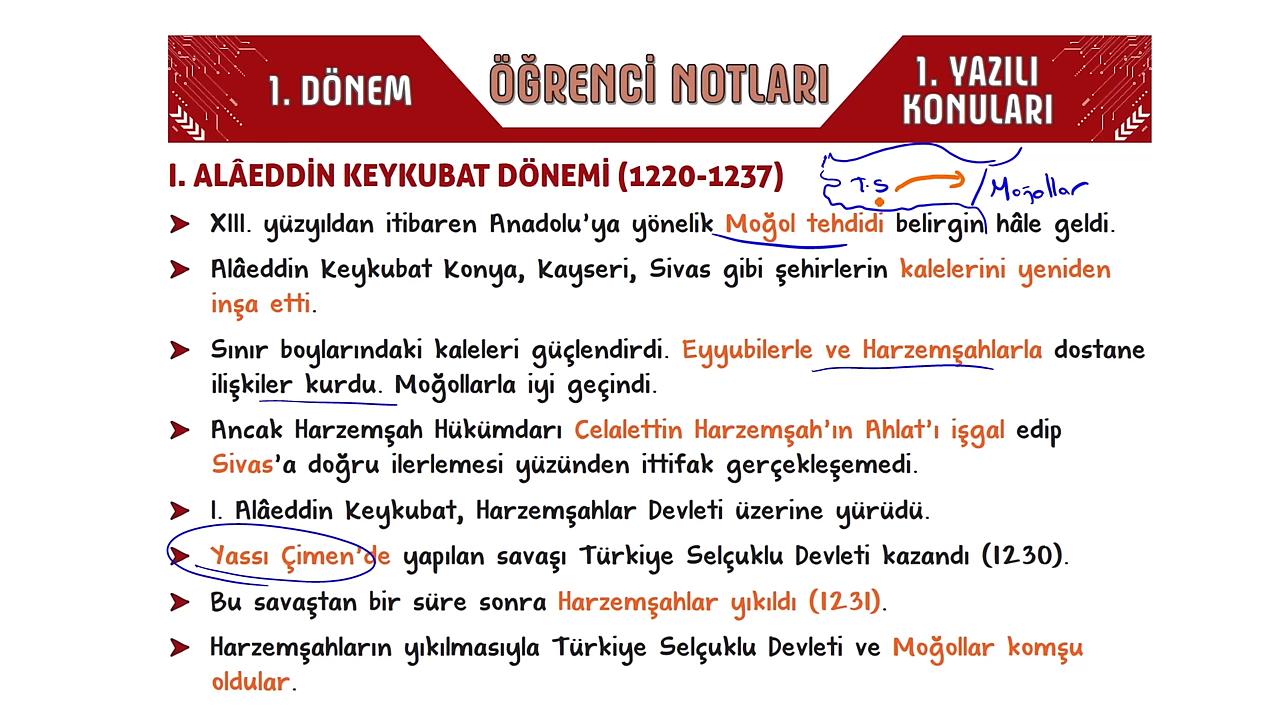 1. DÖNEM
ÖĞRENCİ NOTLARI
1. YAZILI
KONULARI
I. ALÂEDDİN KEYKUBAT DÖNEMİ (1220-1237)
T.S
Moğollar
XIII. yüzyıldan itibaren Anadolu'ya yönelik Moğol tehdidi belirgin hâle geldi.
Alâeddin Keykubat Konya, Kayseri, Sivas gibi şehirlerin kalelerini yeniden
inşa etti.
Sınır boylarındaki kaleleri güçlendirdi. Eyyubilerle ve Harzemşahlarla dostane
ilişkiler kurdu. Moğollarla iyi geçindi.
Ancak Harzemşah Hükümdarı Celalettin Harzemşah'ın Ahlat'ı işgal edip
Sivas'a doğru ilerlemesi yüzünden ittifak gerçekleşemedi.
I. Alâeddin Keykubat, Harzemşahlar Devleti üzerine yürüdü.
Yassı Çimen'de yapılan savaşı Türkiye Selçuklu Devleti kazandı (1230).
Bu savaştan bir süre sonra Harzemşahlar yıkıldı (1231).
Harzemşahların yıkılmasıyla Türkiye Selçuklu Devleti ve Moğollar komşu
oldular.